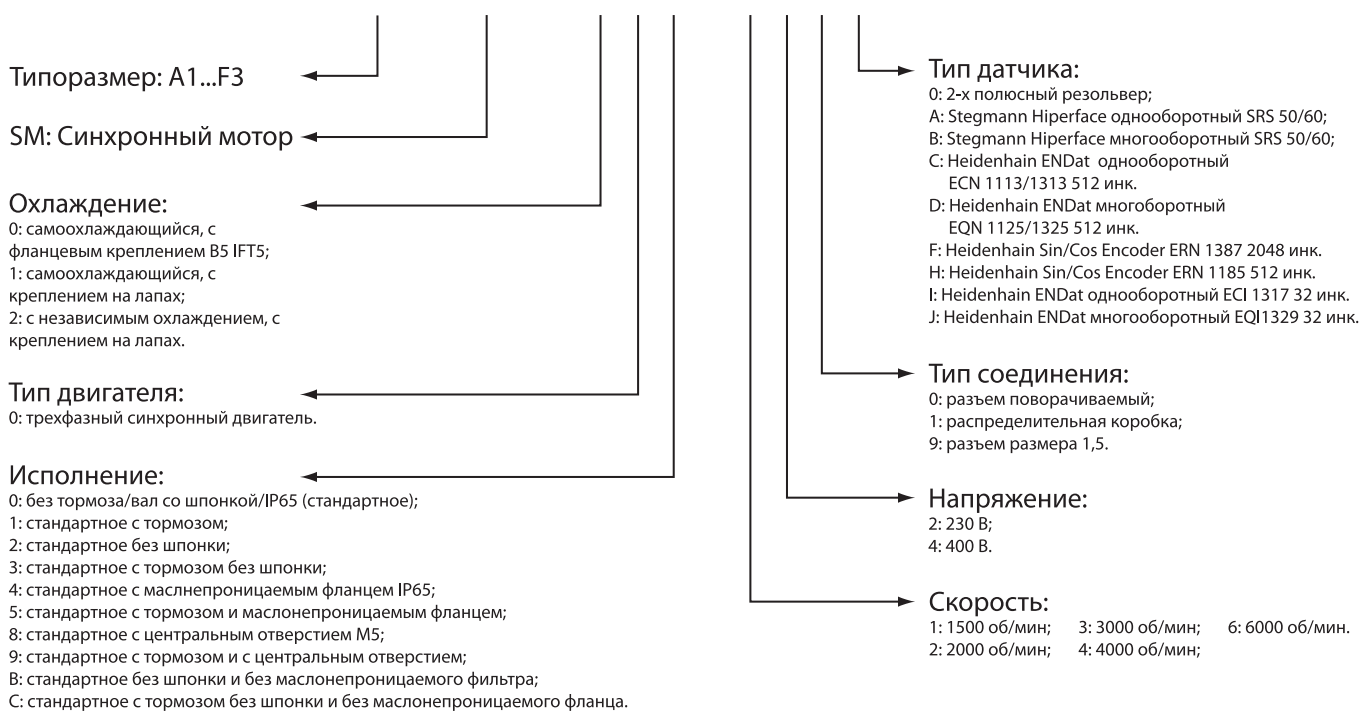 Типоразмер: A1...F3
SM: Синхронный мотор
Охлаждение:
0: самоохлаждающийся, с
фланцевым креплением B5 IFT5;
1: самоохлаждающийся, с
креплением на лапах;
2: с независимым охлаждением, с
креплением на лапах.
Тип двигателя:
0: трехфазный синхронный двигатель.
Исполнение:
0: без тормоза/вал со шпонкой/IP65 (стандартное);
1: стандартное с тормозом;
2: стандартное без шпонки;
3: стандартное с тормозом без шпонки;
4: стандартное с маслнепроницаемым фланцем IP65;
5: стандартное с тормозом и маслонепроницаемым фланцем;
8: стандартное с центральным отверстием M5;
9: стандартное с тормозом и с центральным отверстием;
B: стандартное без шпонки и без маслонепроницаемого фильтра;
C: стандартное с тормозом без шпонки и без маслонепроницаемого фланца.
Тип датчика:
0: 2-х полюсный резольвер;
A: Stegmann Hiperface однооборотный SRS 50/60;
B: Stegmann Hiperface многооборотный SRS 50/60;
C: Heidenhain ENDat однооборотный
ECN 1113/1313 512 инк.
D: Heidenhain ENDat многоборотный
EQN 1125/1325 512 инк.
F: Heidenhain Sin/Cos Encoder ERN 1387 2048 инк.
H: Heidenhain Sin/Cos Encoder ERN 1185 512 инк.
I: Heidenhain ENDat однооборотный ECI 1317 32 инк.
J: Heidenhain ENDat многооборотный EQI1329 32 инк.
Тип соединения:
0: разъем поворачиваемый;
1: распределительная коробка;
9: разъем размера 1,5.
Напряжение:
2: 230 В;
4: 400 В.
Скорость:
1: 1500 об/мин; 3: 3000 об/мин; 6: 6000 об/мин.
2: 2000 об/мин; 4: 4000 об/мин;